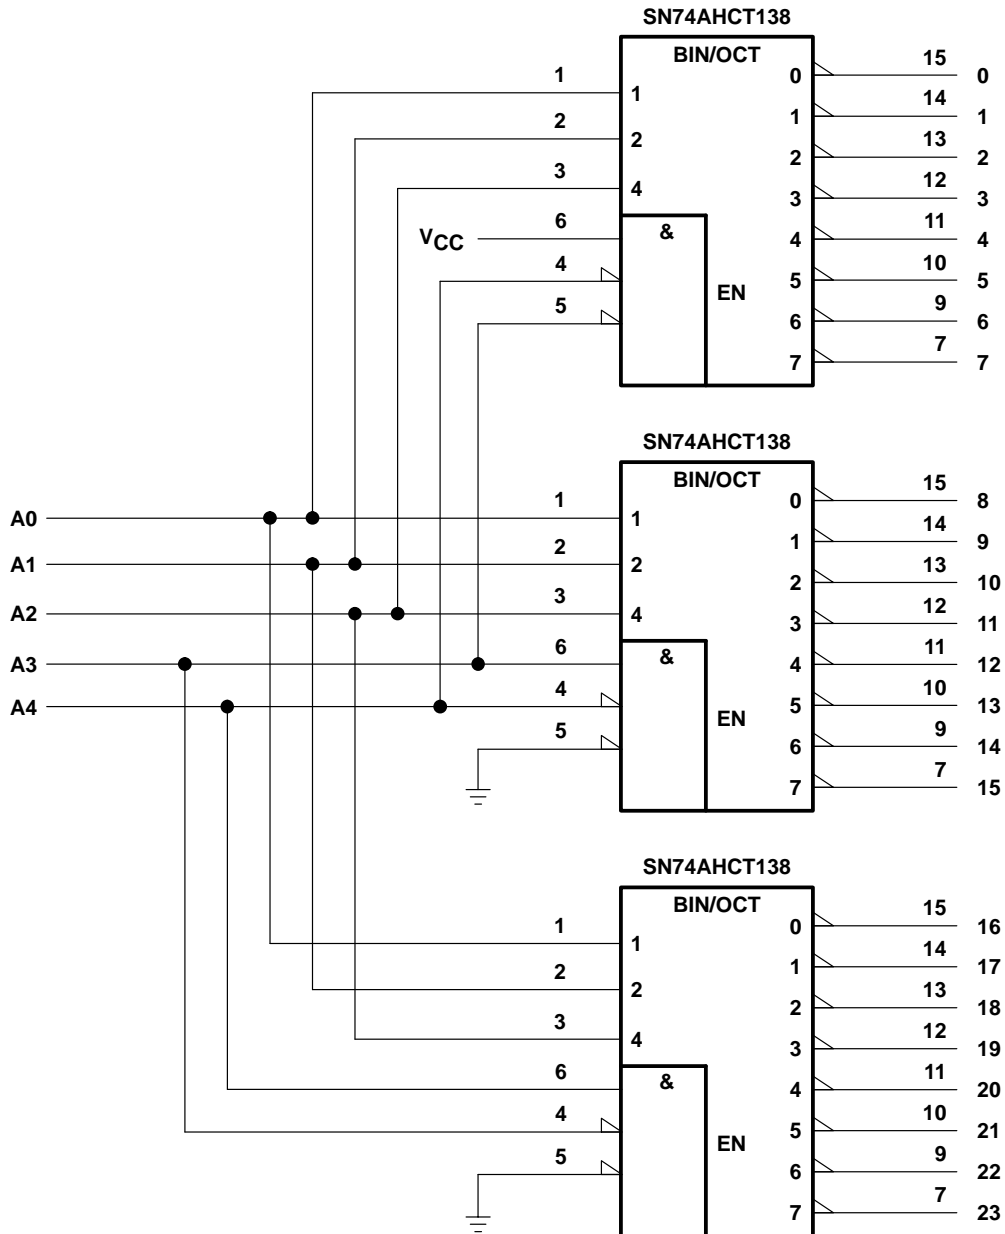 SN74AHCT138
BIN/OCT
1 1
2 2
3 4
VCC 6
4
5
&
EN
0 15 0
1 14 1
2 13 2
3 12 3
4 11 4
5 10 5
6 9 6
7 7 7
SN74AHCT138
BIN/OCT
A0 1 1
A1 2 2
A2 3 4
A3 6
A4 4
5
&
EN
0 15 8
1 14 9
2 13 10
3 12 11
4 11 12
5 10 13
6 9 14
7 7 15
SN74AHCT138
BIN/OCT
1 1
2 2
3 4
6
4
5
&
EN
0 15 16
1 14 17
2 13 18
3 12 19
4 11 20
5 10 21
6 9 22
7 7 23